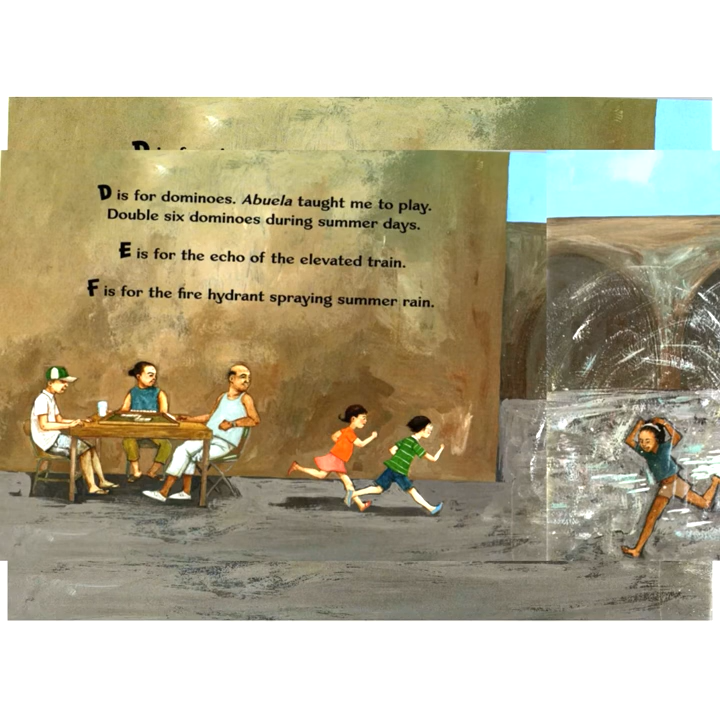 D is for dominoes. Abuela taught me to play.
Double six dominoes during summer days.
E is for the echo of the elevated train.
F is for the fire hydrant spraying summer rain.